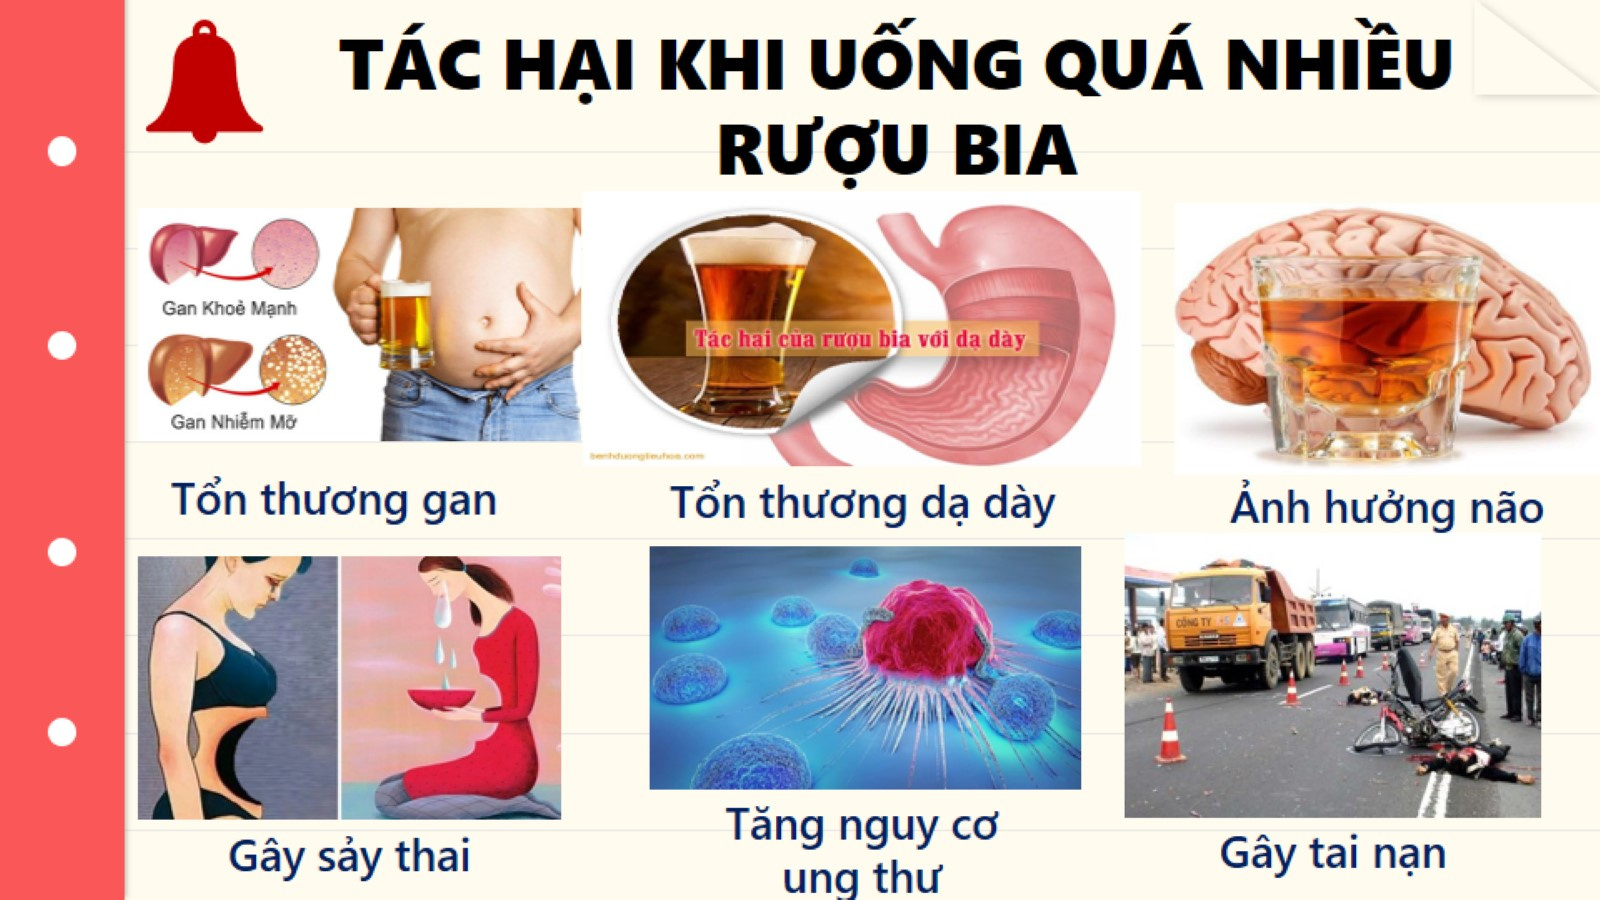 TÁC HẠI KHI UỐNG QUÁ NHIỀU
RƯỢU BIA
Gan Khoẻ Mạnh
Gan Nhiễm Mỡ
Tác hại của rượu bia với dạ dày
benhduongtieuhoa.com
Tổn thương gan
Tổn thương dạ dày
Ảnh hưởng não
CÔNG TY
Gây sảy thai
Tăng nguy cơ
ung thư
Gây tai nạn